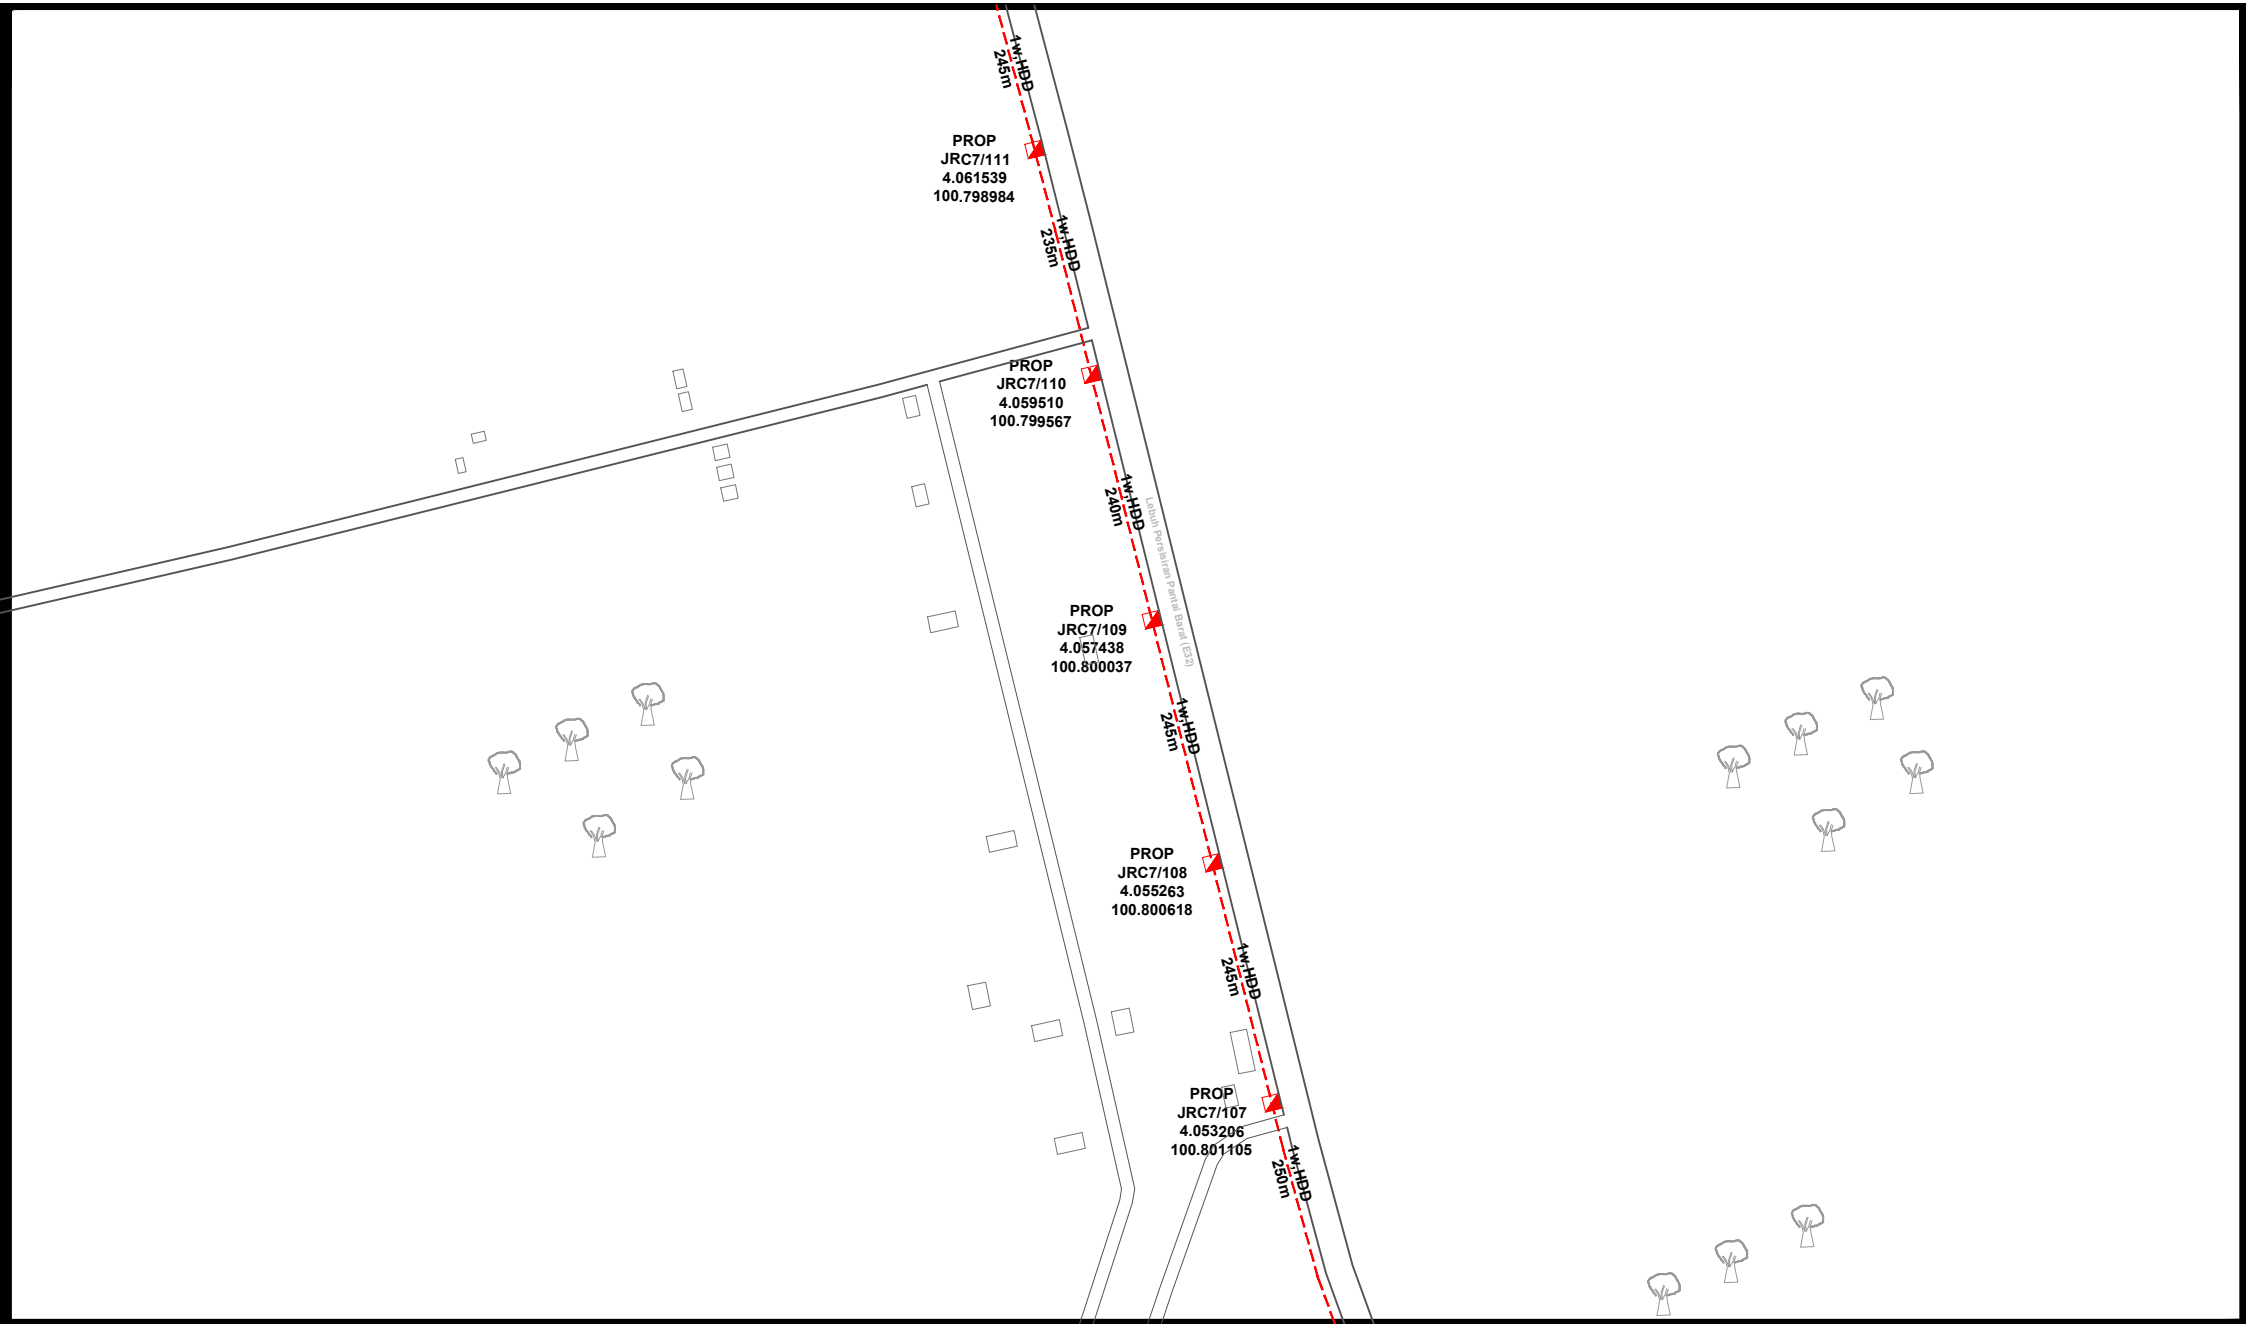 1w,HDD
245m
PROP
JRC7/111
4.061539
100.798984
1w,HDD
235m
PROP
JRC7/110
4.059510
100.799567
1w,HDD
240m
Lebuh Persisiran Pantai Barat (E32)
PROP
JRC7/109
4.057438
100.800037
1w,HDD
245m
PROP
JRC7/108
4.055263
100.800618
1w,HDD
245m
PROP
JRC7/107
4.053206
100.801105
1w,HDD
250m